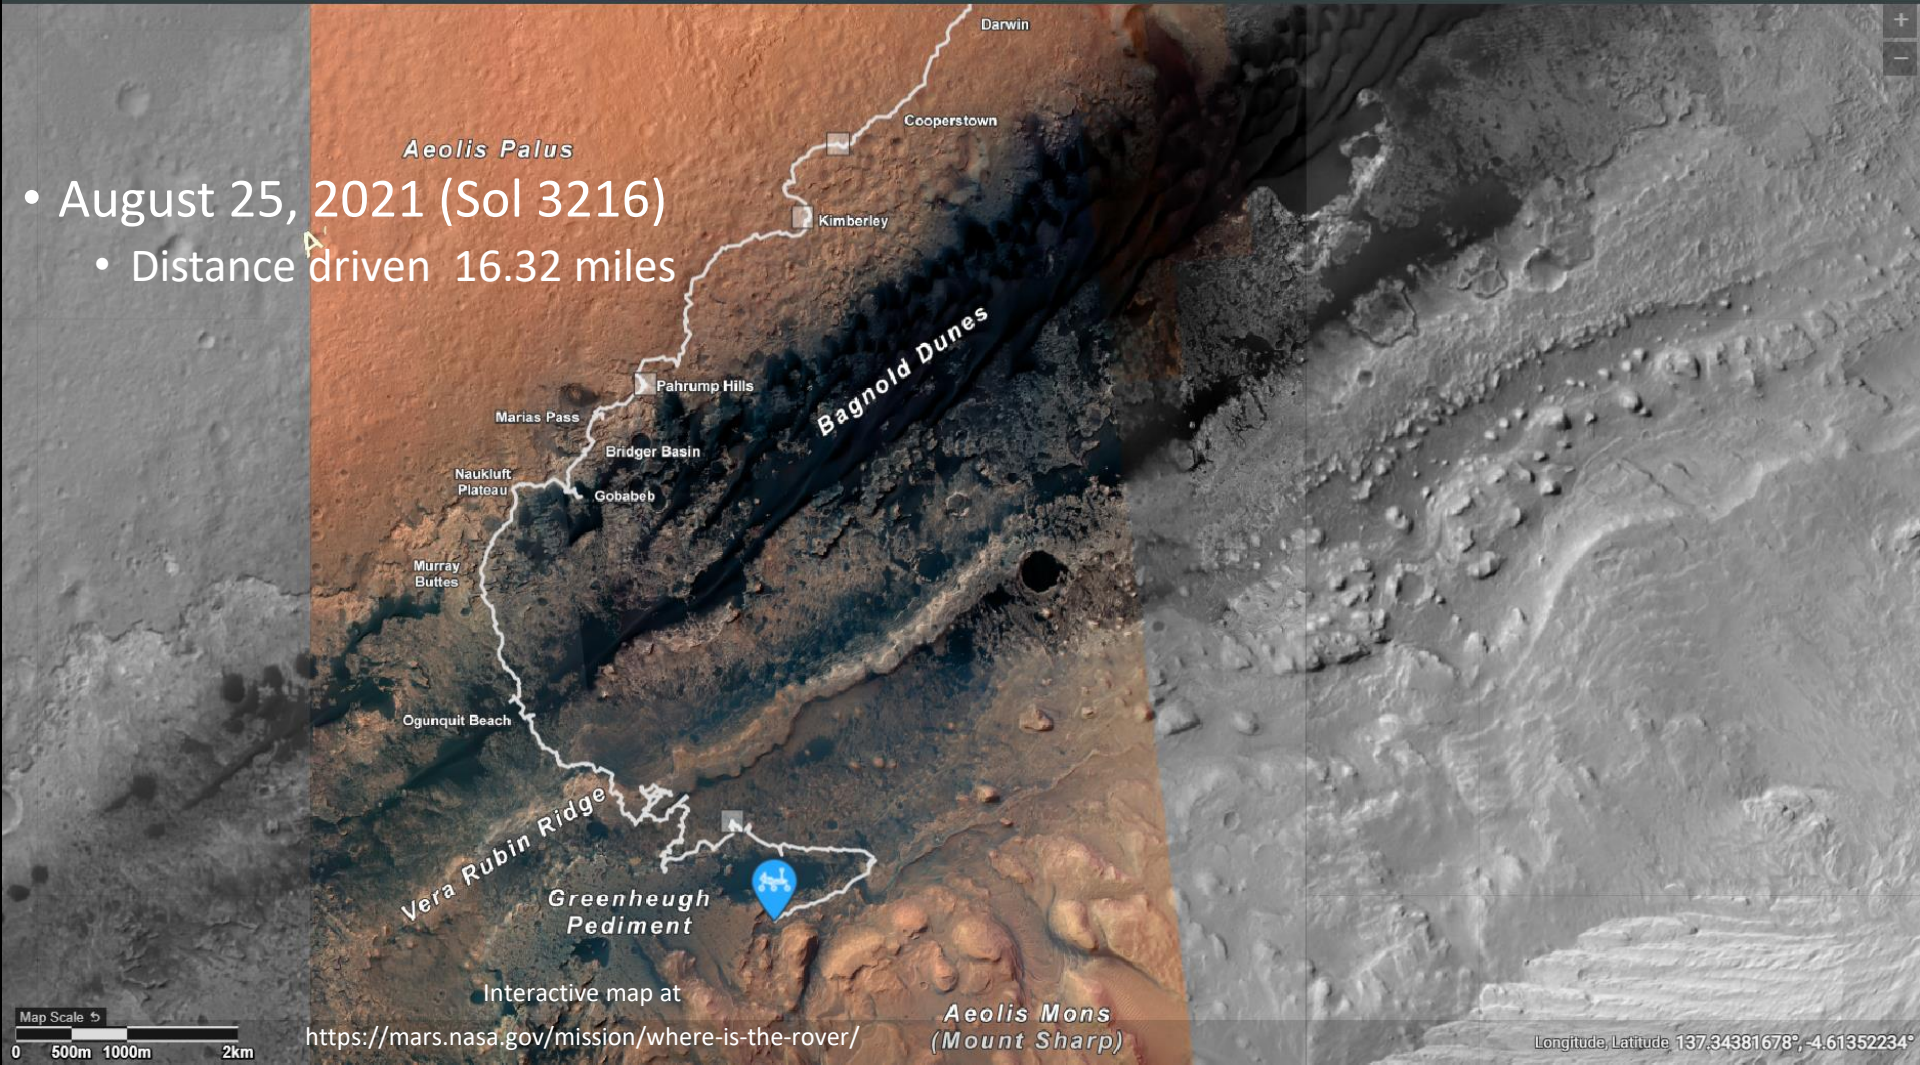 Darwin
Cooperstown
Aeolis Palus
• August 25, 2021 (Sol 3216)
Kimberley
• Distance driven 16.32 miles
Bagnold Dunes
Pahrump Hills
Marias Pass
Bridger Basin
Naukluft
Plateau
Gobabeb
Murray
Buttes
Ogunquit Beach
Vera Rubin Ridge
Greenheugh
Pediment
Interactive map at
https://mars.nasa.gov/mission/where-is-the-rover/
Aeolis Mons
(Mount Sharp)
Map Scale
0 500m 1000m 2km
Longitude, Latitude 137.34381678°, -4.61352234°
+
−